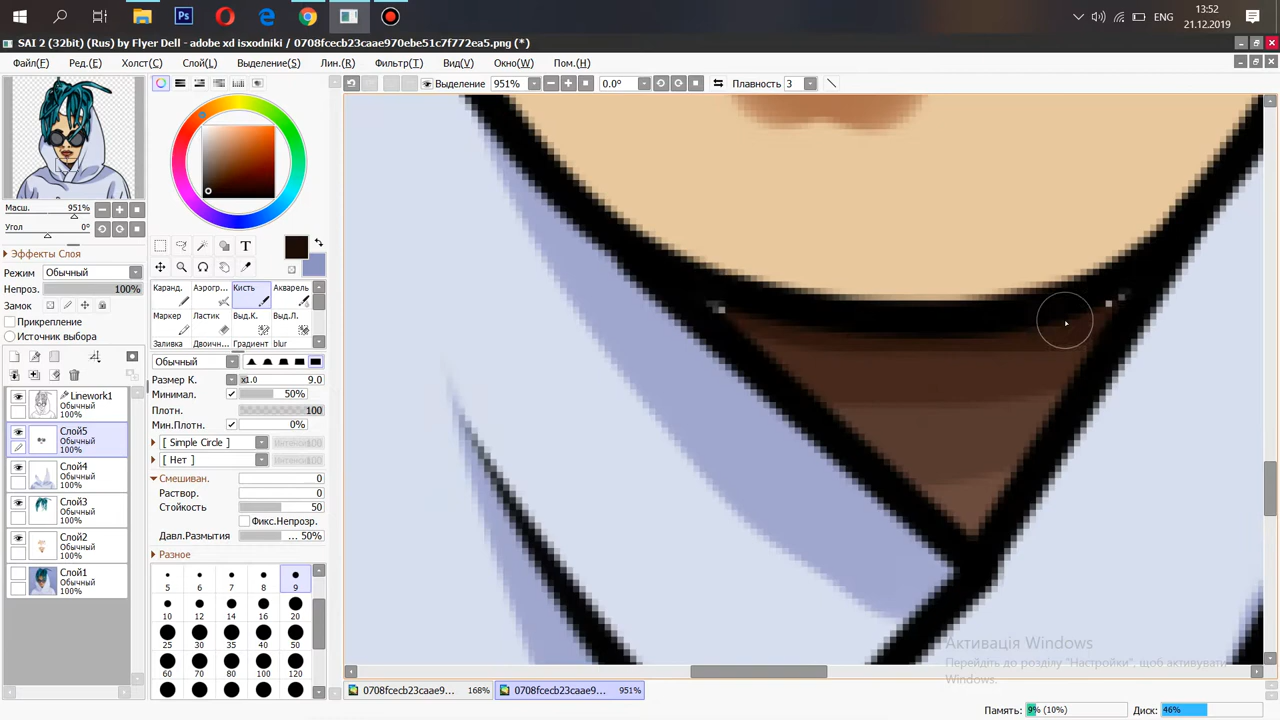 13:52
ENG
21.12.2019
SAI 2 (32bit) (Rus) by Flyer Dell - adobe xd isxodniki / 0708fcecb23caae970ebe51c7f772ea5.png (*)
Файл(F) Ред.(E) Холст(C) Слой(L) Выделение(S) Лин.(R) Фильтр(T) Вид(V) Окно(W) Пом.(H)
Выделение 951% 0.0° Плавность 3
Масш. 951%
Угол 0°
Эффекты Слоя
Режим Обычный
Непроз. 100%
Замок
Прикрепление
Источник выбора
Linework1
Обычный
100%
Слой5
Обычный
100%
Слой4
Обычный
100%
Слой3
Обычный
100%
Слой2
Обычный
100%
Слой1
Обычный
100%
T
Каранд. Аэрогр. Кисть Акварель
Маркер Ластик Выд.К. Выд.Л.
Заливка Двоичн. Градиент blur
Обычный
Размер К. x1.0 9.0
Минимал. 50%
Плотн. 100
Мин.Плотн. 0%
[ Simple Circle ]
[ Нет ]
Смешиван. 0
Раствор. 0
Стойкость 50
Фикс.Непрозр.
Давл.Размытия ... 50%
Разное
5 6 7 8 9
10 12 14 16 20
25 30 35 40 50
60 70 80 100 120
Активація Windows
Перейдіть до розділу "Настройки", щоб активувати
Windows.
0708fcecb23caae9... 168% 0708fcecb23caae9... 951%
Память: 9% (10%) Диск: 46%